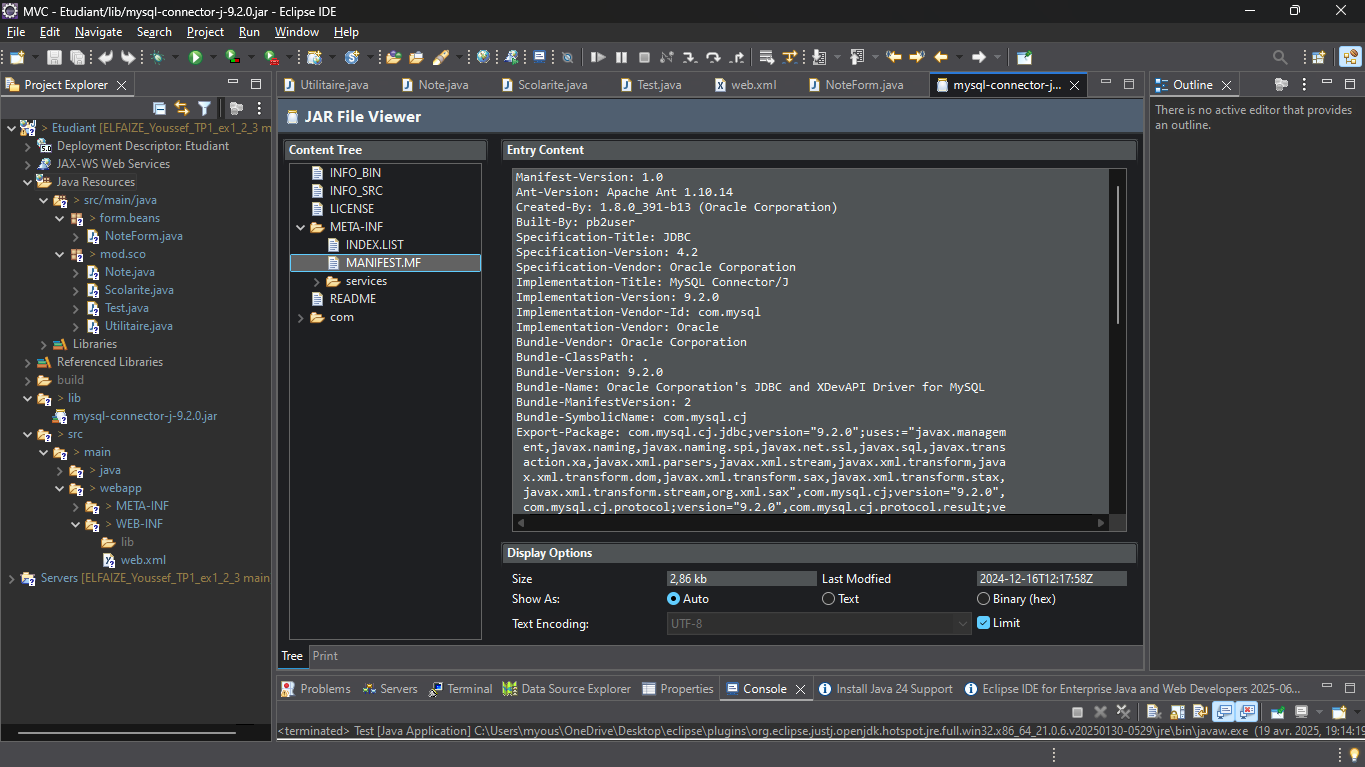 MVC - Etudiant/lib/mysql-connector-j-9.2.0.jar - Eclipse IDE
File Edit Navigate Search Project Run Window Help
Project Explorer
Etudiant [ELFAIZE_Youssef_TP1_ex1_2_3 m
Deployment Descriptor: Etudiant
JAX-WS Web Services
Java Resources
src/main/java
form.beans
NoteForm.java
mod.sco
Note.java
Scolarite.java
Test.java
Utilitaire.java
Libraries
Referenced Libraries
build
lib
mysql-connector-j-9.2.0.jar
src
main
java
webapp
META-INF
WEB-INF
lib
web.xml
Servers [ELFAIZE_Youssef_TP1_ex1_2_3 main
Utilitaire.java Note.java Scolarite.java Test.java web.xml NoteForm.java mysql-connector-j...
JAR File Viewer
Content Tree
INFO_BIN
INFO_SRC
LICENSE
META-INF
INDEX.LIST
MANIFEST.MF
services
README
com
Entry Content
Manifest-Version: 1.0
Ant-Version: Apache Ant 1.10.14
Created-By: 1.8.0_391-b13 (Oracle Corporation)
Built-By: pb2user
Specification-Title: JDBC
Specification-Version: 4.2
Specification-Vendor: Oracle Corporation
Implementation-Title: MySQL Connector/J
Implementation-Version: 9.2.0
Implementation-Vendor-Id: com.mysql
Implementation-Vendor: Oracle
Bundle-Vendor: Oracle Corporation
Bundle-ClassPath: .
Bundle-Version: 9.2.0
Bundle-Name: Oracle Corporation's JDBC and XDevAPI Driver for MySQL
Bundle-ManifestVersion: 2
Bundle-SymbolicName: com.mysql.cj
Export-Package: com.mysql.cj.jdbc;version="9.2.0";uses:="javax.managem
ent,javax.naming,javax.naming.spi,javax.net.ssl,javax.sql,javax.trans
action.xa,javax.xml.parsers,javax.xml.stream,javax.xml.transform,java
x.xml.transform.dom,javax.xml.transform.sax,javax.xml.transform.stax,
javax.xml.transform.stream,org.xml.sax",com.mysql.cj;version="9.2.0",
com.mysql.cj.protocol;version="9.2.0",com.mysql.cj.protocol.result;ve
Display Options
Size 2,86 kb Last Modfied 2024-12-16T12:17:58Z
Show As: Auto Text Binary (hex)
Text Encoding: UTF-8 Limit
Tree Print
Outline
There is no active editor that provides
an outline.
Problems Servers Terminal Data Source Explorer Properties Console Install Java 24 Support Eclipse IDE for Enterprise Java and Web Developers 2025-06...
<terminated> Test [Java Application] C:\Users\myous\OneDrive\Desktop\eclipse\plugins\org.eclipse.justj.openjdk.hotspot.jre.full.win32.x86_64_21.0.6.v20250130-0529\jre\bin\javaw.exe (19 avr. 2025, 19:14:19